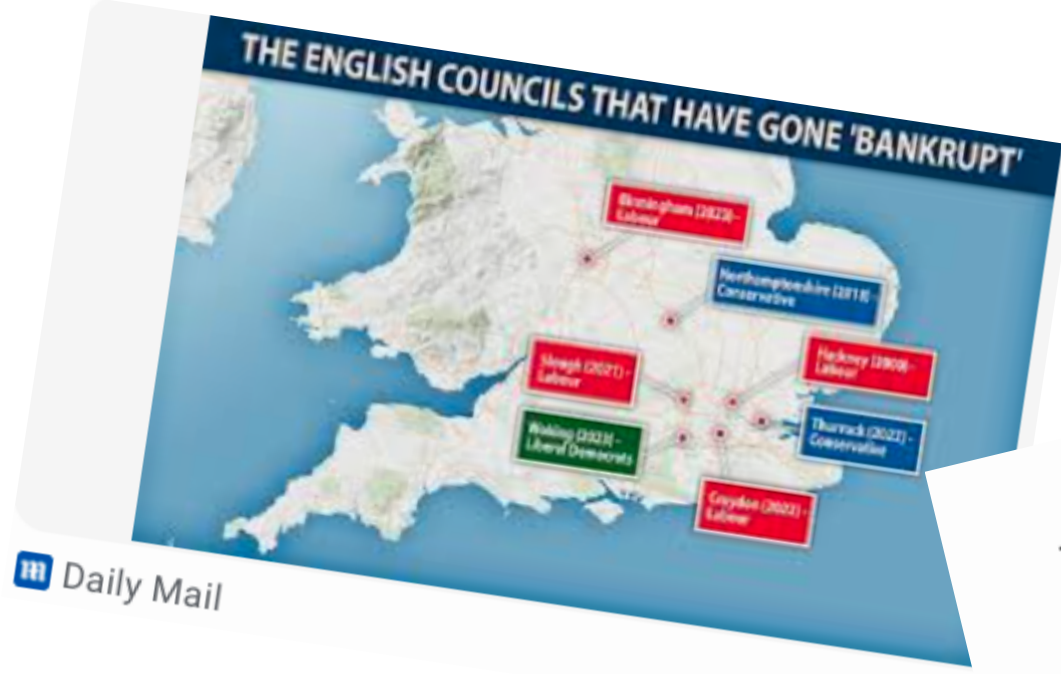 THE ENGLISH COUNCILS THAT HAVE GONE 'BANKRUPT'
Birmingham (2023) -
Labour
Northamptonshire (2018) -
Conservative
Slough (2021) -
Labour
Hackney
Labour
Woking (2023) -
Liberal Democrats
Thurrock (2022) -
Conservative
Croydon (2022) -
Labour
m Daily Mail